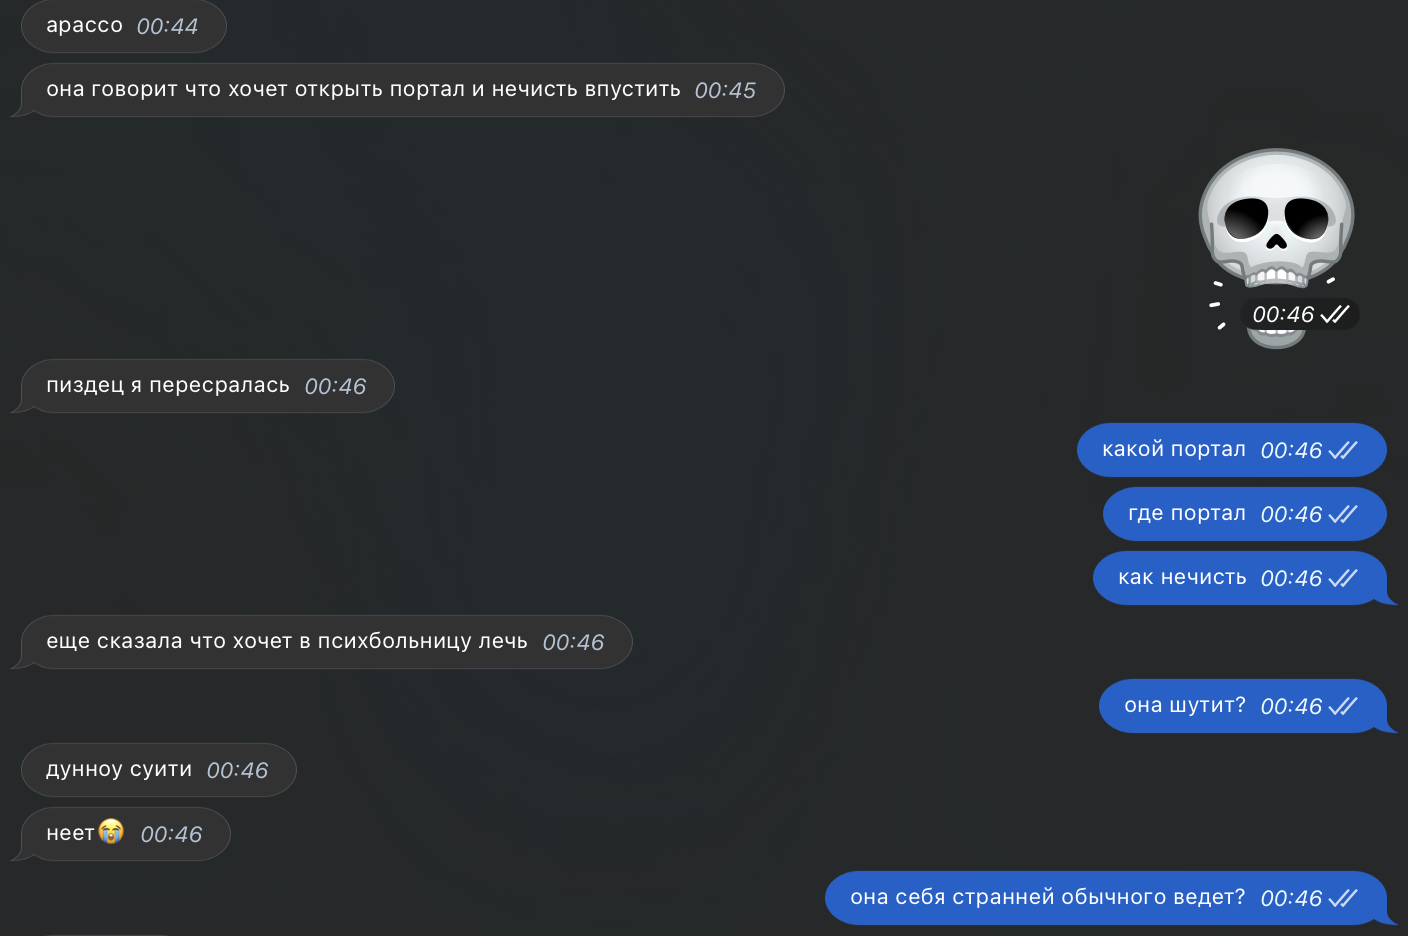 арассо 00:44
она говорит что хочет открыть портал и нечисть впустить 00:45
00:46
пиздец я пересралась 00:46
какой портал 00:46
где портал 00:46
как нечисть 00:46
еще сказала что хочет в психбольницу лечь 00:46
она шутит? 00:46
дунноу суити 00:46
неет😭 00:46
она себя странней обычного ведет? 00:46